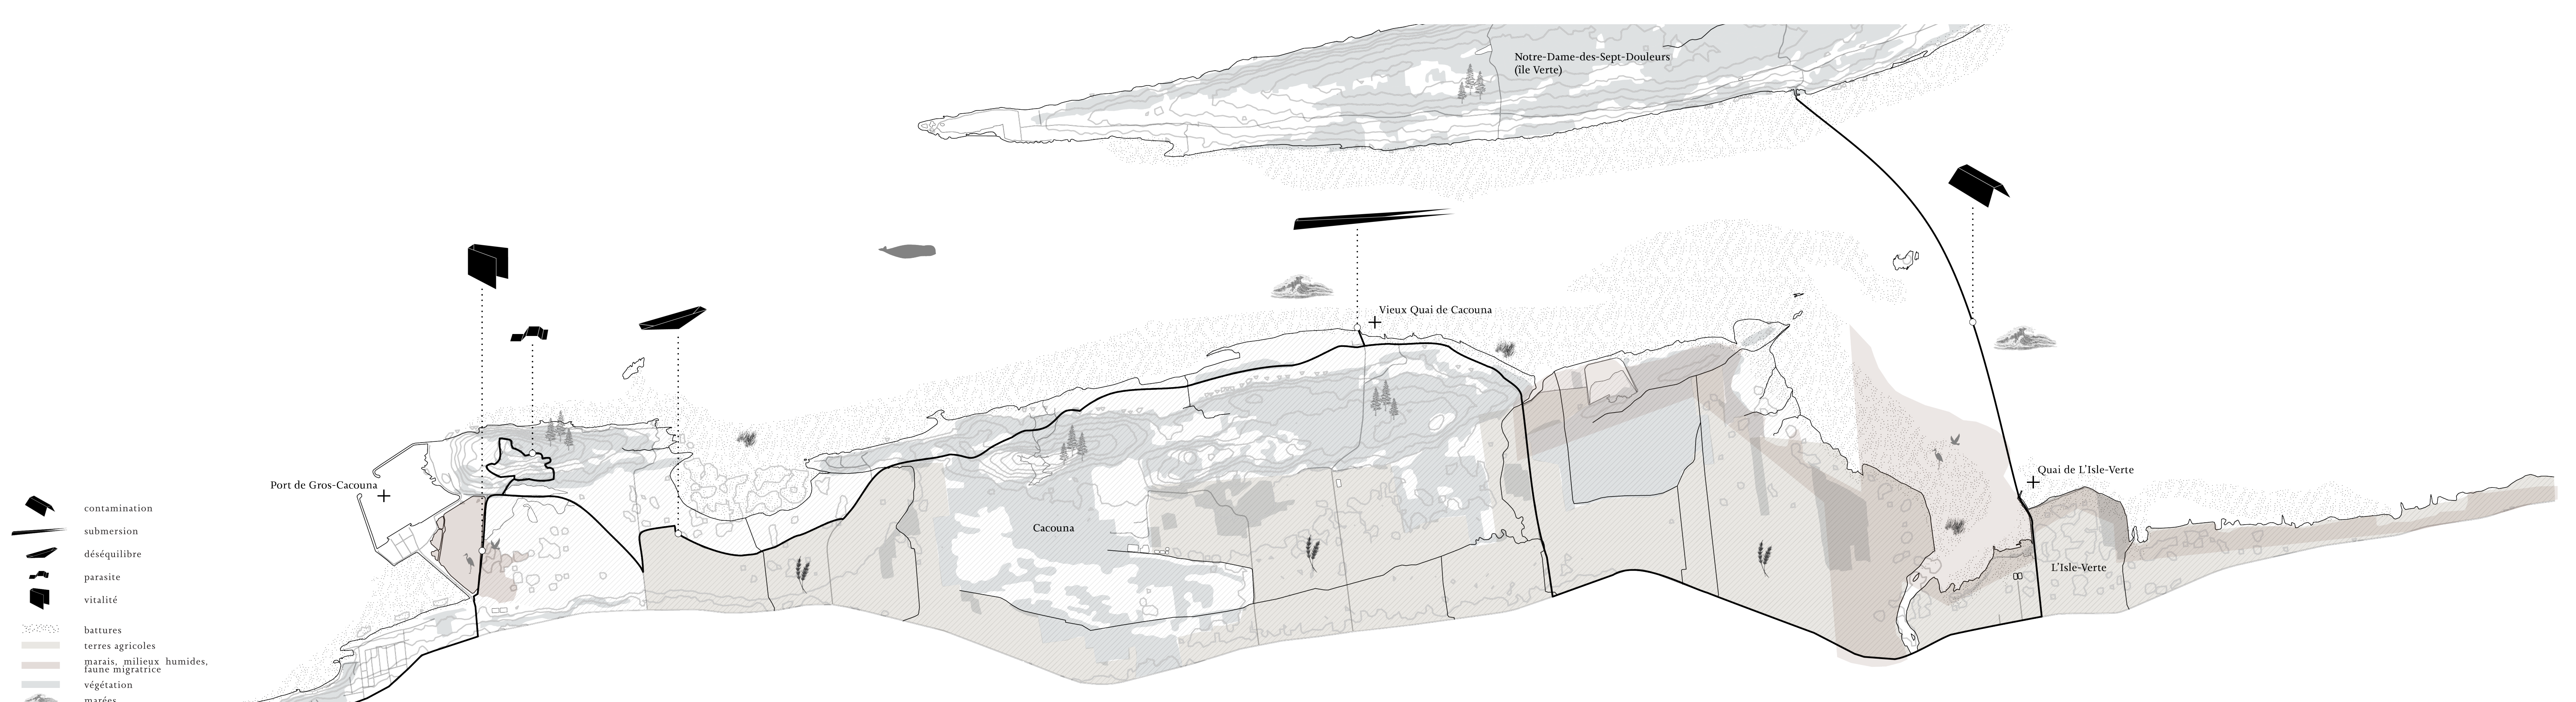 Notre-Dame-des-Sept-Douleurs
(île Verte)
Vieux Quai de Cacouna
Quai de L'Isle-Verte
Port de Gros-Cacouna
Cacouna
L'Isle-Verte
contamination
submersion
déséquilibre
parasite
vitalité
battures
terres agricoles
marais, milieux humides,
faune migratrice
végétation
marées